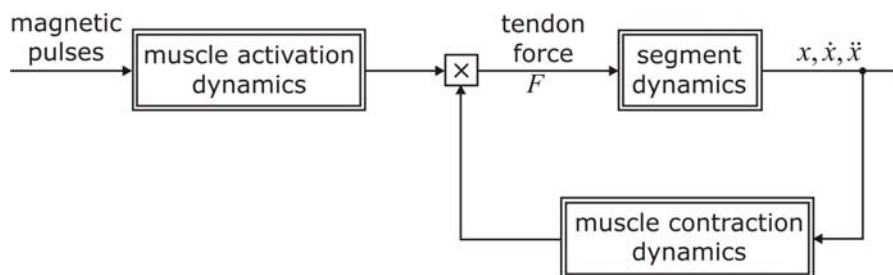 magnetic
pulses
muscle activation
dynamics
×
tendon
force
F
segment
dynamics
x, ẋ, ẍ
muscle contraction
dynamics